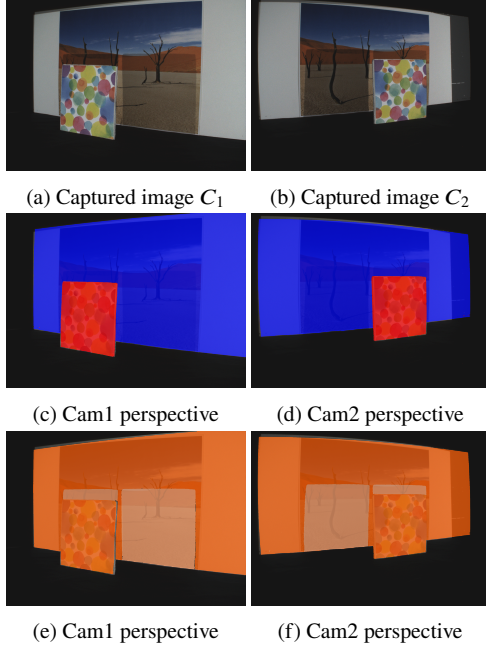 (a) Captured image C1
(b) Captured image C2
(c) Cam1 perspective
(d) Cam2 perspective
(e) Cam1 perspective
(f) Cam2 perspective